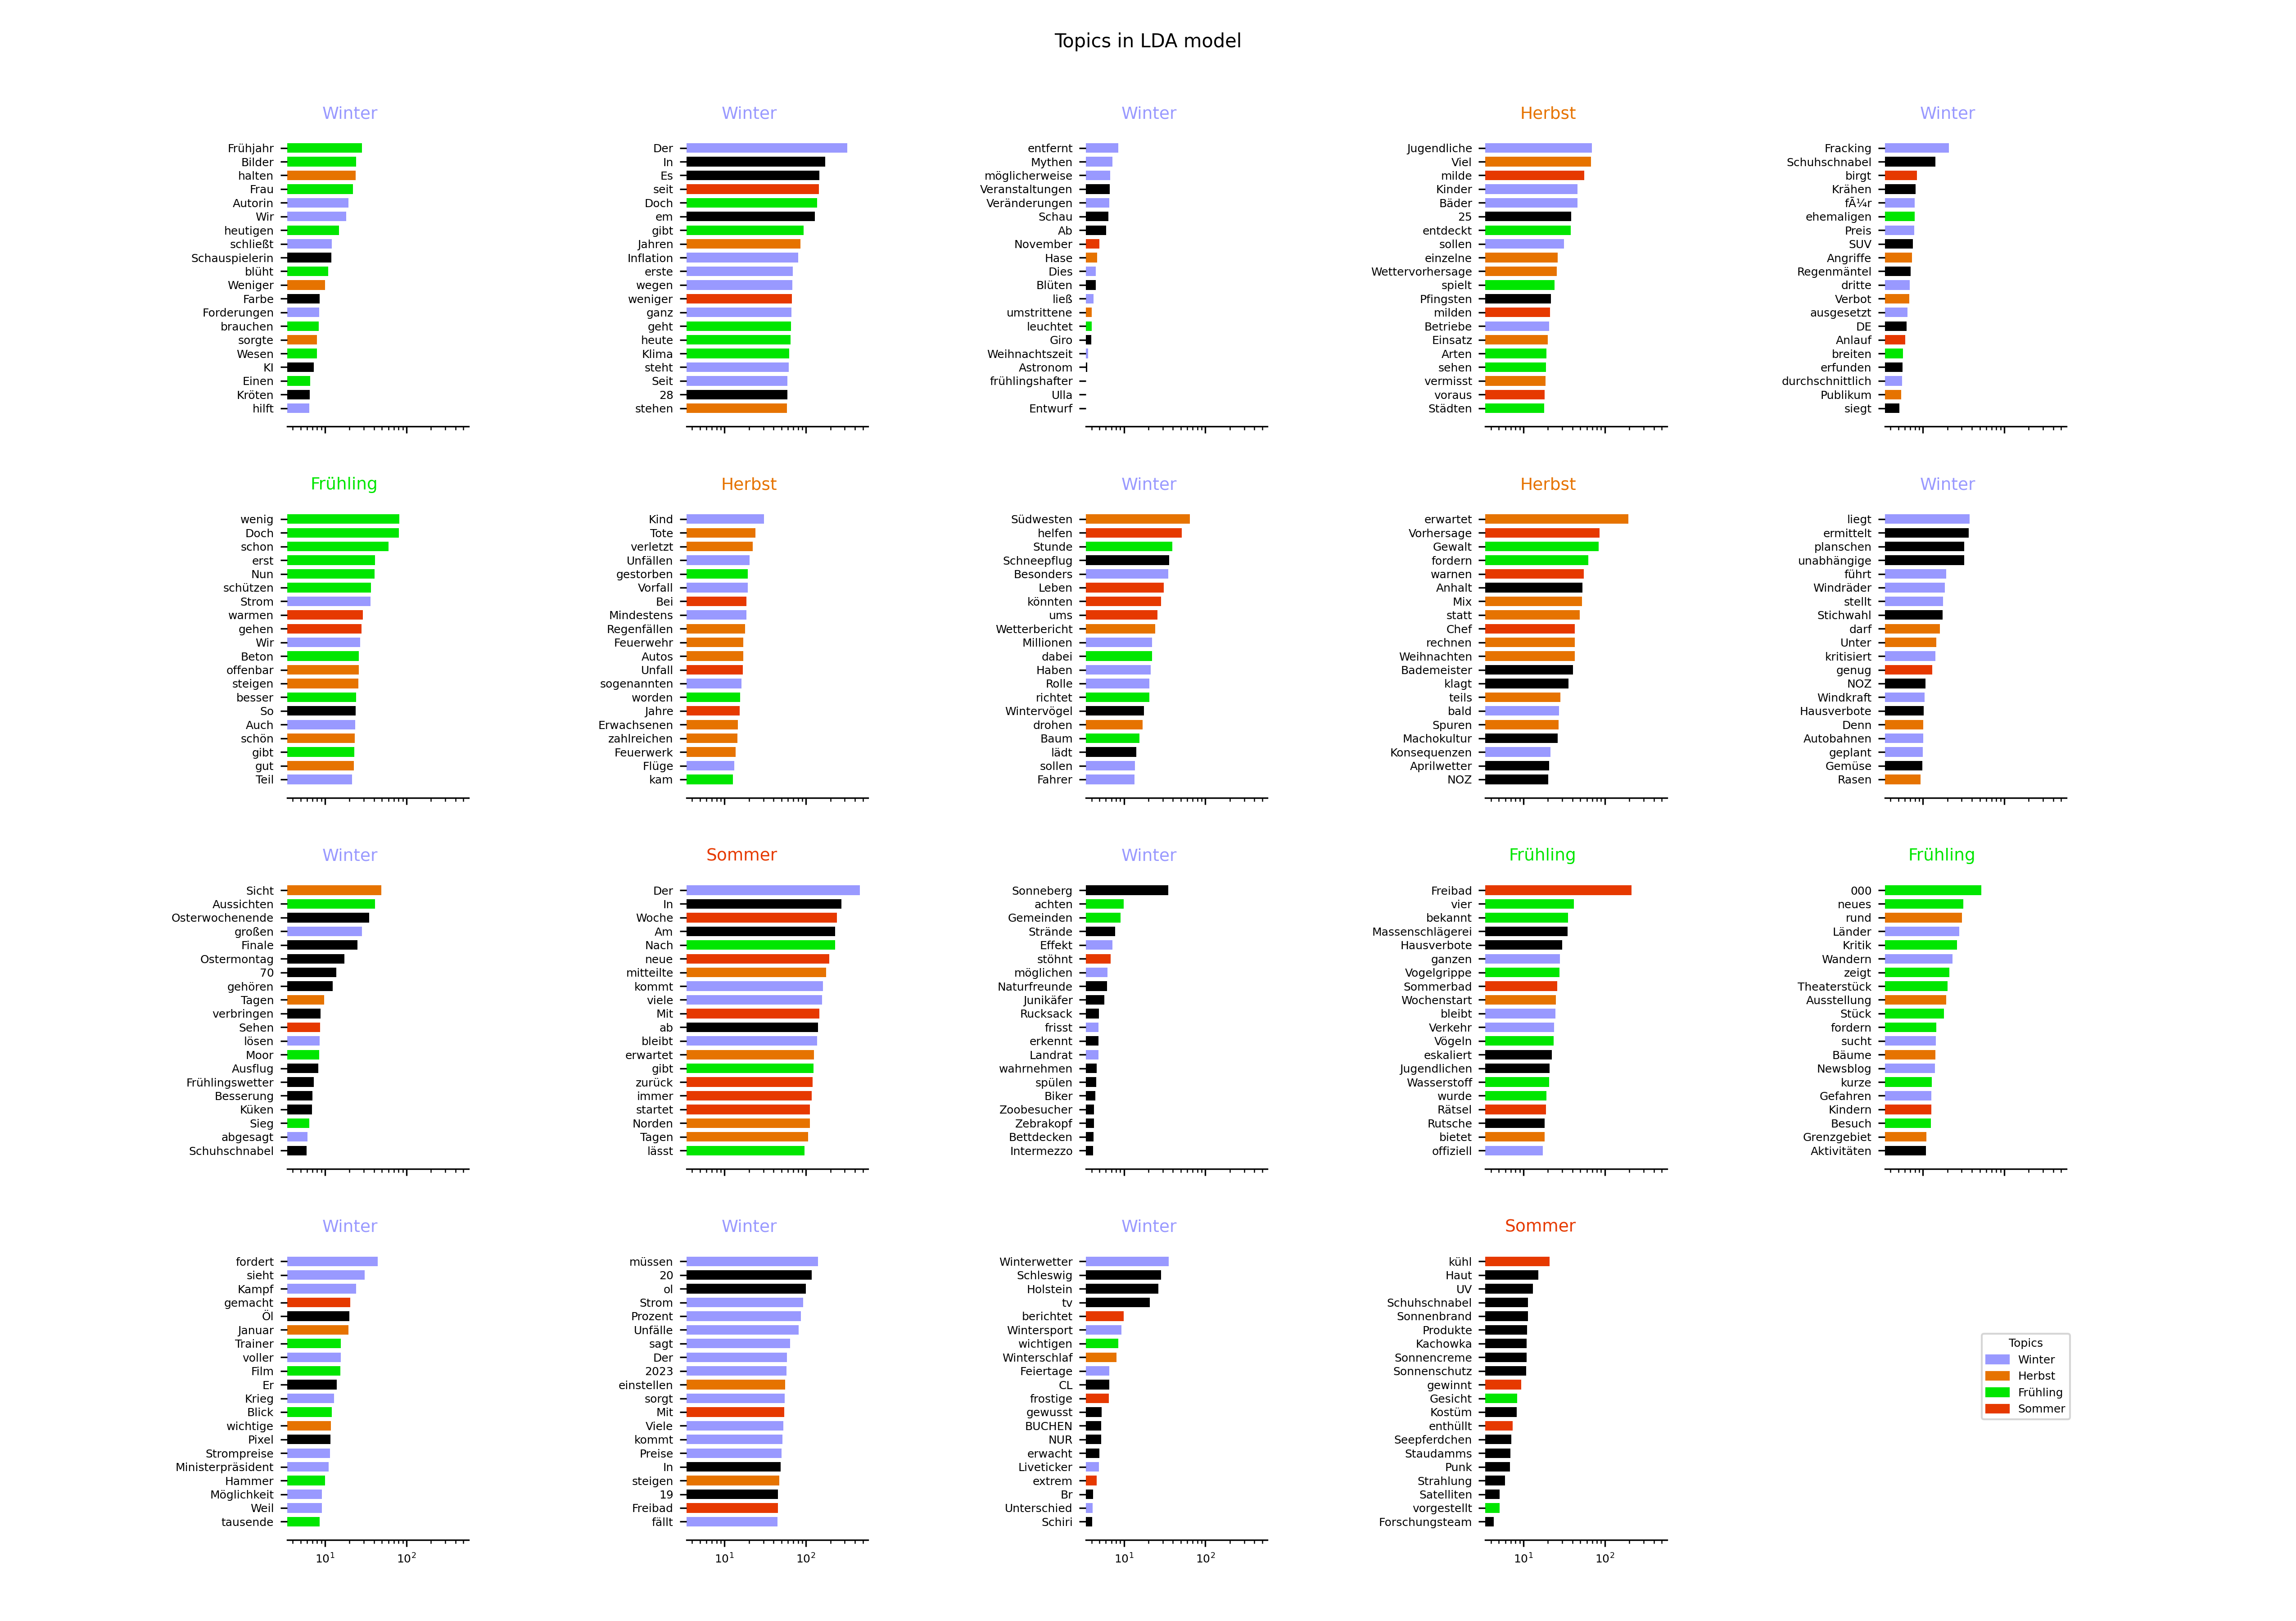 Topics in LDA model
Winter
Frühjahr
Bilder
halten
Frau
Autorin
Wir
heutigen
schließt
Schauspielerin
blüht
Weniger
Farbe
Forderungen
brauchen
sorgte
Wesen
KI
Einen
Kröten
hilft
Winter
Der
In
Es
seit
Doch
em
gibt
Jahren
Inflation
erste
wegen
weniger
ganz
geht
heute
Klima
steht
Seit
28
stehen
Winter
entfernt
Mythen
möglicherweise
Veranstaltungen
Veränderungen
Schau
Ab
November
Hase
Dies
Blüten
ließ
umstrittene
leuchtet
Giro
Weihnachtszeit
Astronom
frühlingshafter
Ulla
Entwurf
Herbst
Jugendliche
Viel
milde
Kinder
Bäder
25
entdeckt
sollen
einzelne
Wettervorhersage
spielt
Pfingsten
milden
Betriebe
Einsatz
Arten
sehen
vermisst
voraus
Städten
Winter
Fracking
Schuhschnabel
birgt
Krähen
fÃ¼r
ehemaligen
Preis
SUV
Angriffe
Regenmäntel
dritte
Verbot
ausgesetzt
DE
Anlauf
breiten
erfunden
durchschnittlich
Publikum
siegt
Frühling
wenig
Doch
schon
erst
Nun
schützen
Strom
warmen
gehen
Wir
Beton
offenbar
steigen
besser
So
Auch
schön
gibt
gut
Teil
Herbst
Kind
Tote
verletzt
Unfällen
gestorben
Vorfall
Bei
Mindestens
Regenfällen
Feuerwehr
Autos
Unfall
sogenannten
worden
Jahre
Erwachsenen
zahlreichen
Feuerwerk
Flüge
kam
Winter
Südwesten
helfen
Stunde
Schneepflug
Besonders
Leben
könnten
ums
Wetterbericht
Millionen
dabei
Haben
Rolle
richtet
Wintervögel
drohen
Baum
lädt
sollen
Fahrer
Herbst
erwartet
Vorhersage
Gewalt
fordern
warnen
Anhalt
Mix
statt
Chef
rechnen
Weihnachten
Bademeister
klagt
teils
bald
Spuren
Machokultur
Konsequenzen
Aprilwetter
NOZ
Winter
liegt
ermittelt
planschen
unabhängige
führt
Windräder
stellt
Stichwahl
darf
Unter
kritisiert
genug
NOZ
Windkraft
Hausverbote
Denn
Autobahnen
geplant
Gemüse
Rasen
Winter
Sicht
Aussichten
Osterwochenende
großen
Finale
Ostermontag
70
gehören
Tagen
verbringen
Sehen
lösen
Moor
Ausflug
Frühlingswetter
Besserung
Küken
Sieg
abgesagt
Schuhschnabel
Sommer
Der
In
Woche
Am
Nach
neue
mitteilte
kommt
viele
Mit
ab
bleibt
erwartet
gibt
zurück
immer
startet
Norden
Tagen
lässt
Winter
Sonneberg
achten
Gemeinden
Strände
Effekt
stöhnt
möglichen
Naturfreunde
Junikäfer
Rucksack
frisst
erkennt
Landrat
wahrnehmen
spülen
Biker
Zoobesucher
Zebrakopf
Bettdecken
Intermezzo
Frühling
Freibad
vier
bekannt
Massenschlägerei
Hausverbote
ganzen
Vogelgrippe
Sommerbad
Wochenstart
bleibt
Verkehr
Vögeln
eskaliert
Jugendlichen
Wasserstoff
wurde
Rätsel
Rutsche
bietet
offiziell
Frühling
000
neues
rund
Länder
Kritik
Wandern
zeigt
Theaterstück
Ausstellung
Stück
fordern
sucht
Bäume
Newsblog
kurze
Gefahren
Kindern
Besuch
Grenzgebiet
Aktivitäten
Winter
fordert
sieht
Kampf
gemacht
Öl
Januar
Trainer
voller
Film
Er
Krieg
Blick
wichtige
Pixel
Strompreise
Ministerpräsident
Hammer
Möglichkeit
Weil
tausende
10¹ 10²
Winter
müssen
20
ol
Strom
Prozent
Unfälle
sagt
Der
2023
einstellen
sorgt
Mit
Viele
kommt
Preise
In
steigen
19
Freibad
fällt
10¹ 10²
Winter
Winterwetter
Schleswig
Holstein
tv
berichtet
Wintersport
wichtigen
Winterschlaf
Feiertage
CL
frostige
gewusst
BUCHEN
NUR
erwacht
Liveticker
extrem
Br
Unterschied
Schiri
10¹ 10²
Sommer
kühl
Haut
UV
Schuhschnabel
Sonnenbrand
Produkte
Kachowka
Sonnencreme
Sonnenschutz
gewinnt
Gesicht
Kostüm
enthüllt
Seepferdchen
Staudamms
Punk
Strahlung
Satelliten
vorgestellt
Forschungsteam
10¹ 10²
Topics
Winter
Herbst
Frühling
Sommer